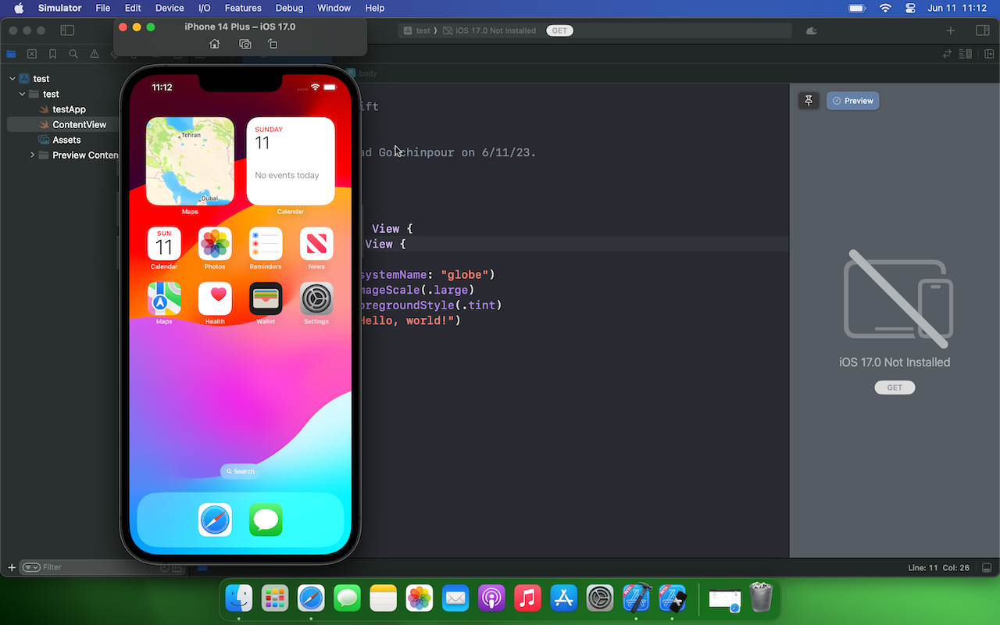 Simulator File Edit Device I/O Features Debug Window Help Jun 11 11:12
iPhone 14 Plus – iOS 17.0
test ⟩ iOS 17.0 Not Installed GET
body
test
test
testApp
ContentView
Assets
Preview Conten
11:12
Tehran
Dubai
Maps
SUNDAY
11
No events today
Calendar
SUN
11
Calendar
Photos
Reminders
News
Maps
Health
Wallet
Settings
Search
ift
ad Golchinpour on 6/11/23.
View {
View {
systemName: "globe")
mageScale(.large)
oregroundStyle(.tint)
Hello, world!")
Preview
iOS 17.0 Not Installed
GET
Filter
Line: 11 Col: 26
BETA
BETA